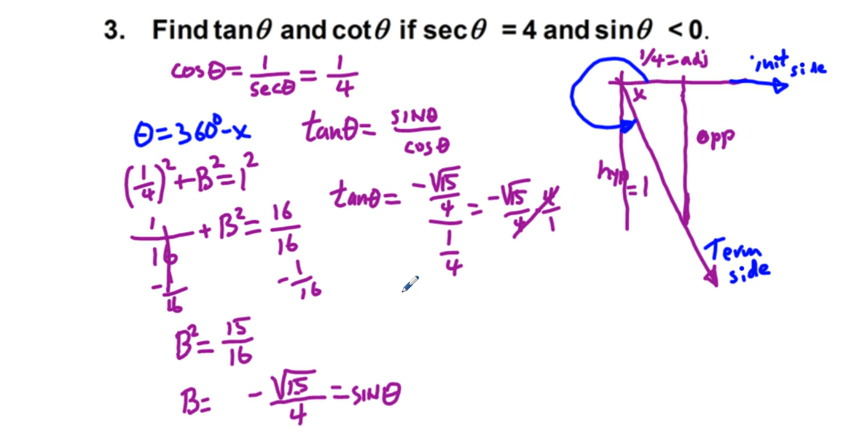 3. Find tanθ and cotθ if secθ = 4 and sinθ < 0.
cosθ = 1/secθ = 1/4
θ = 360° - x
tanθ = SINθ/cosθ
(1/4)² + B² = 1²
tanθ = (-√15/4)/(1/4) = -√15/4 · 4/1
1/16 + B² = 16/16
-1/16 -1/16
B² = 15/16
B = -√15/4 = SINθ
1/4 = adj
init side
x
opp
hyp = 1
Term
side